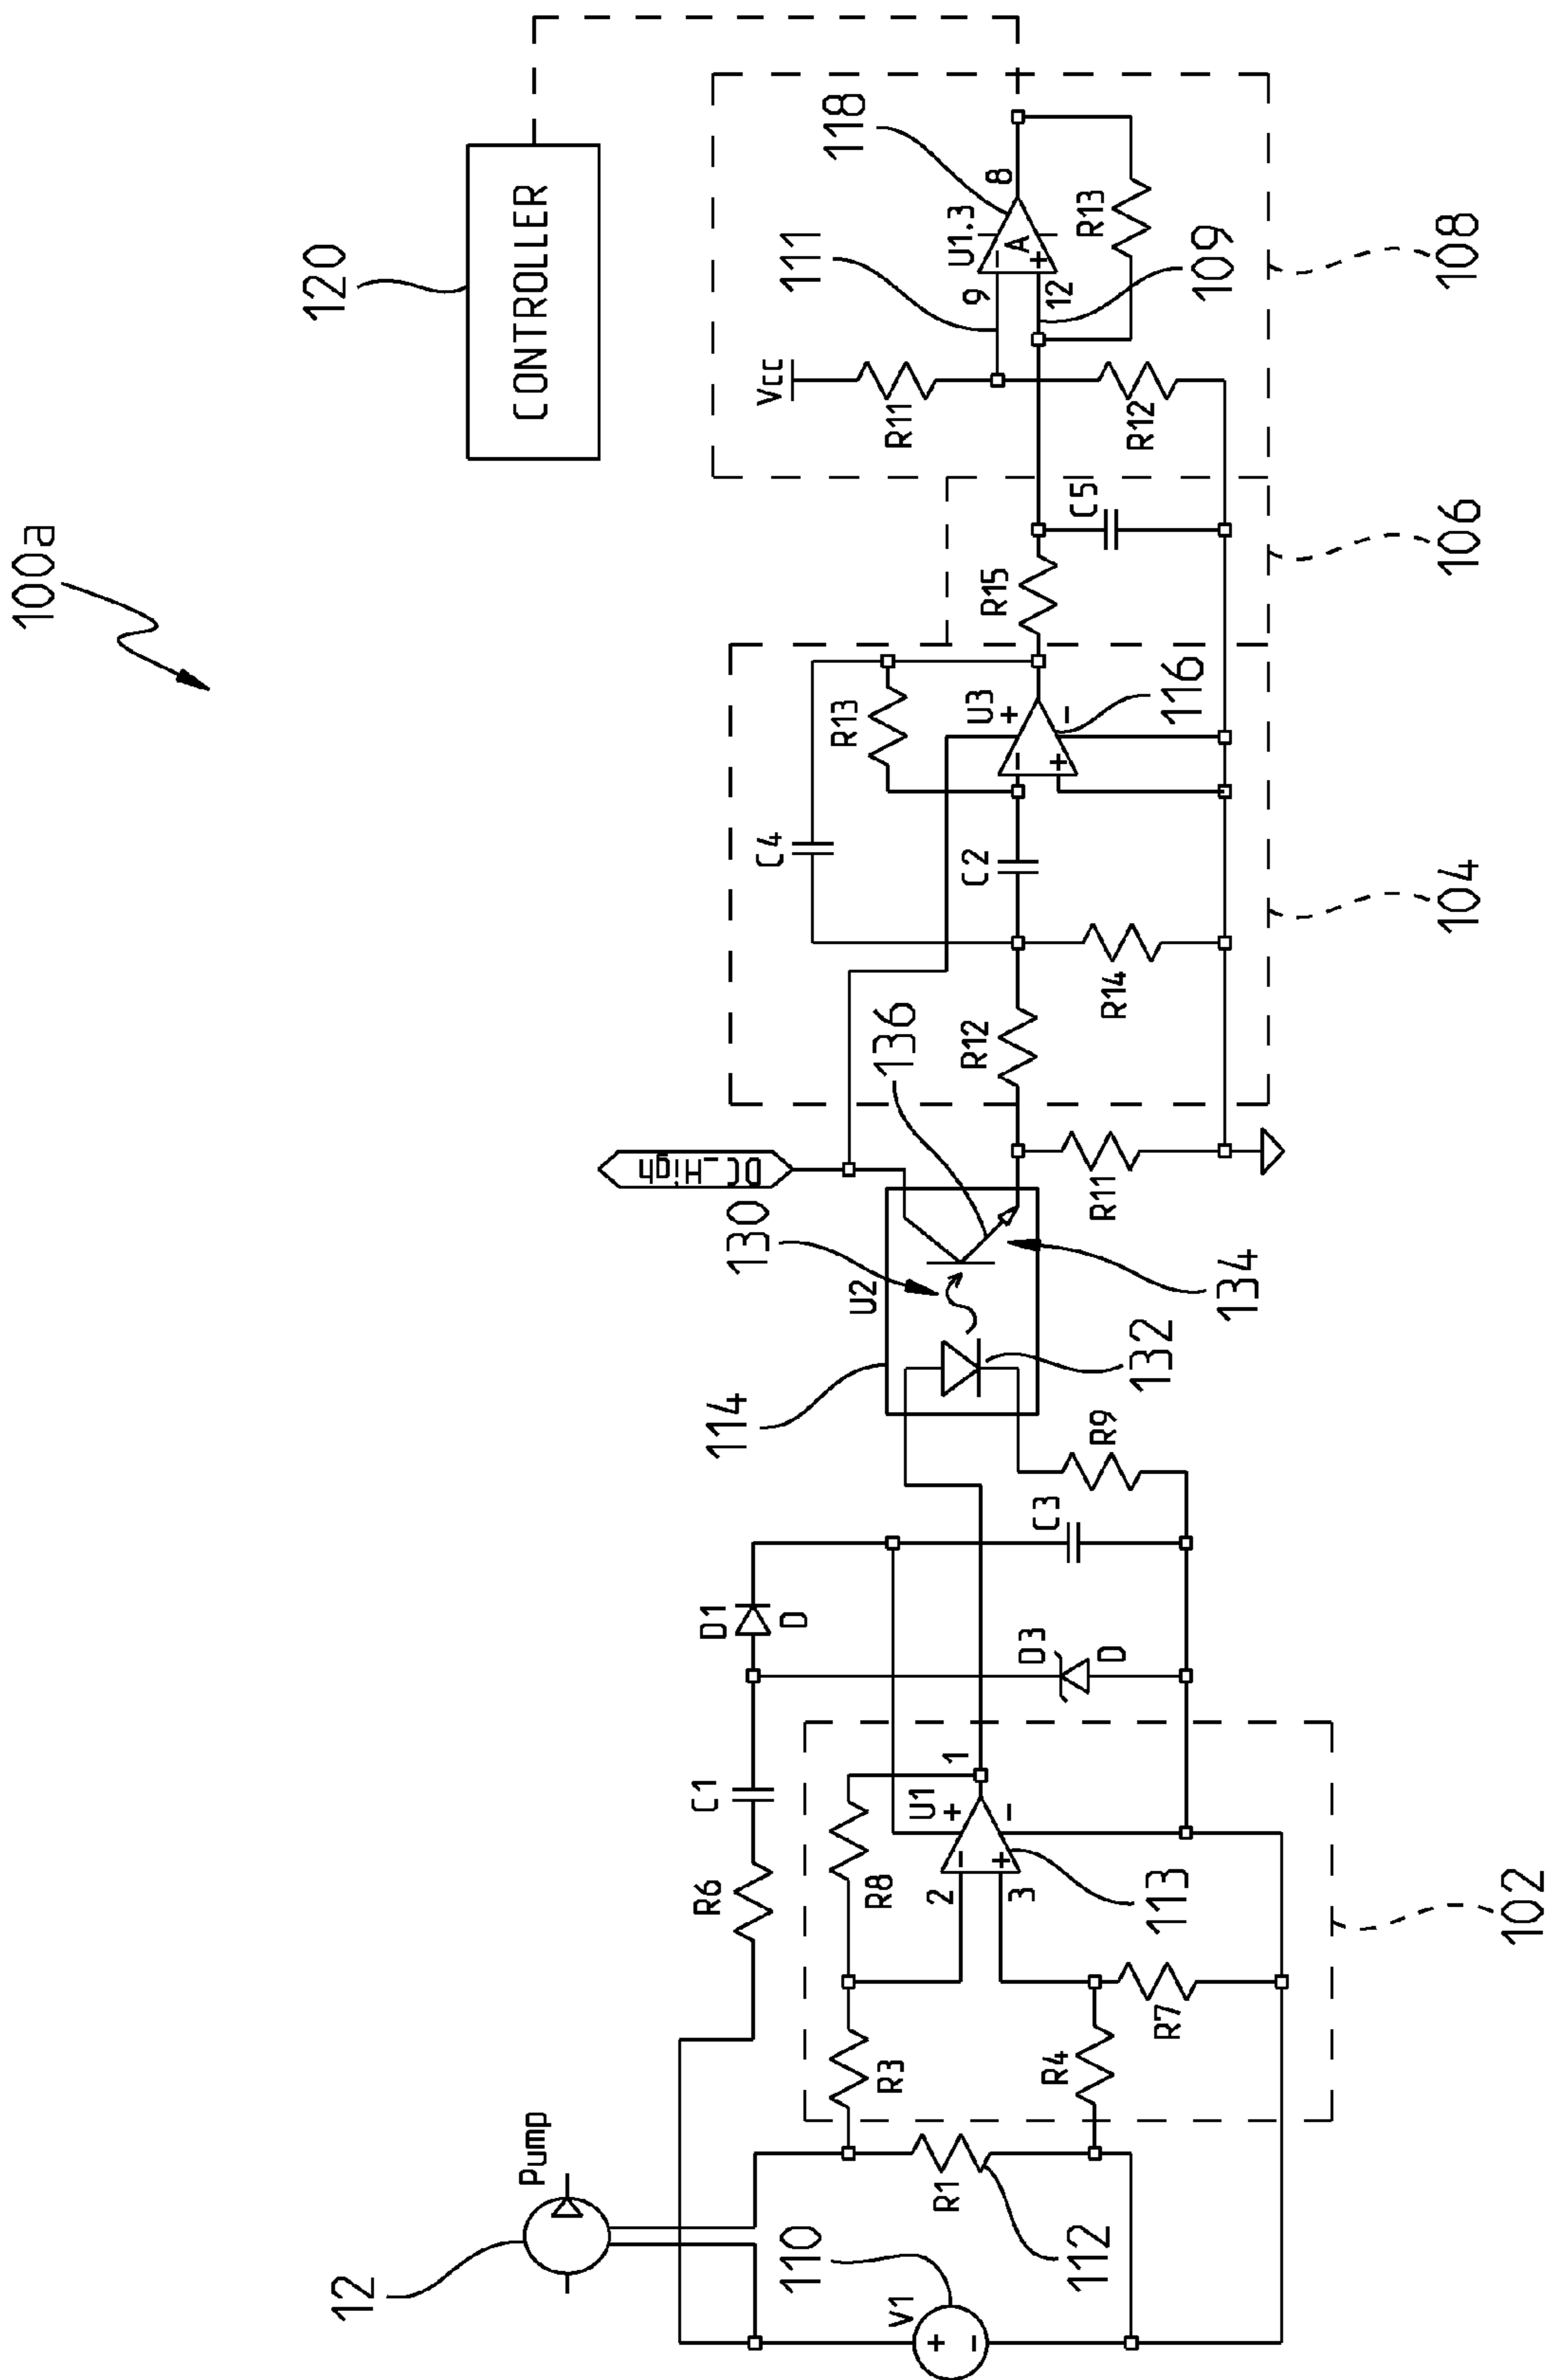 100a
120
CONTROLLER
118
111
U1.3
8
A
-
+
9
12
109
R13
VCC
R11
R12
108
C5
106
R15
R13
U3
+
-
-
+
116
C4
C2
R12
R14
104
136
DC_High
130
U2
R11
134
132
114
R9
C3
D1
D
D3
D
C1
R6
R8
U1
+
-
1
2
3
-
+
113
102
R3
R4
R7
Pump
12
R1
112
110
V1
+
-